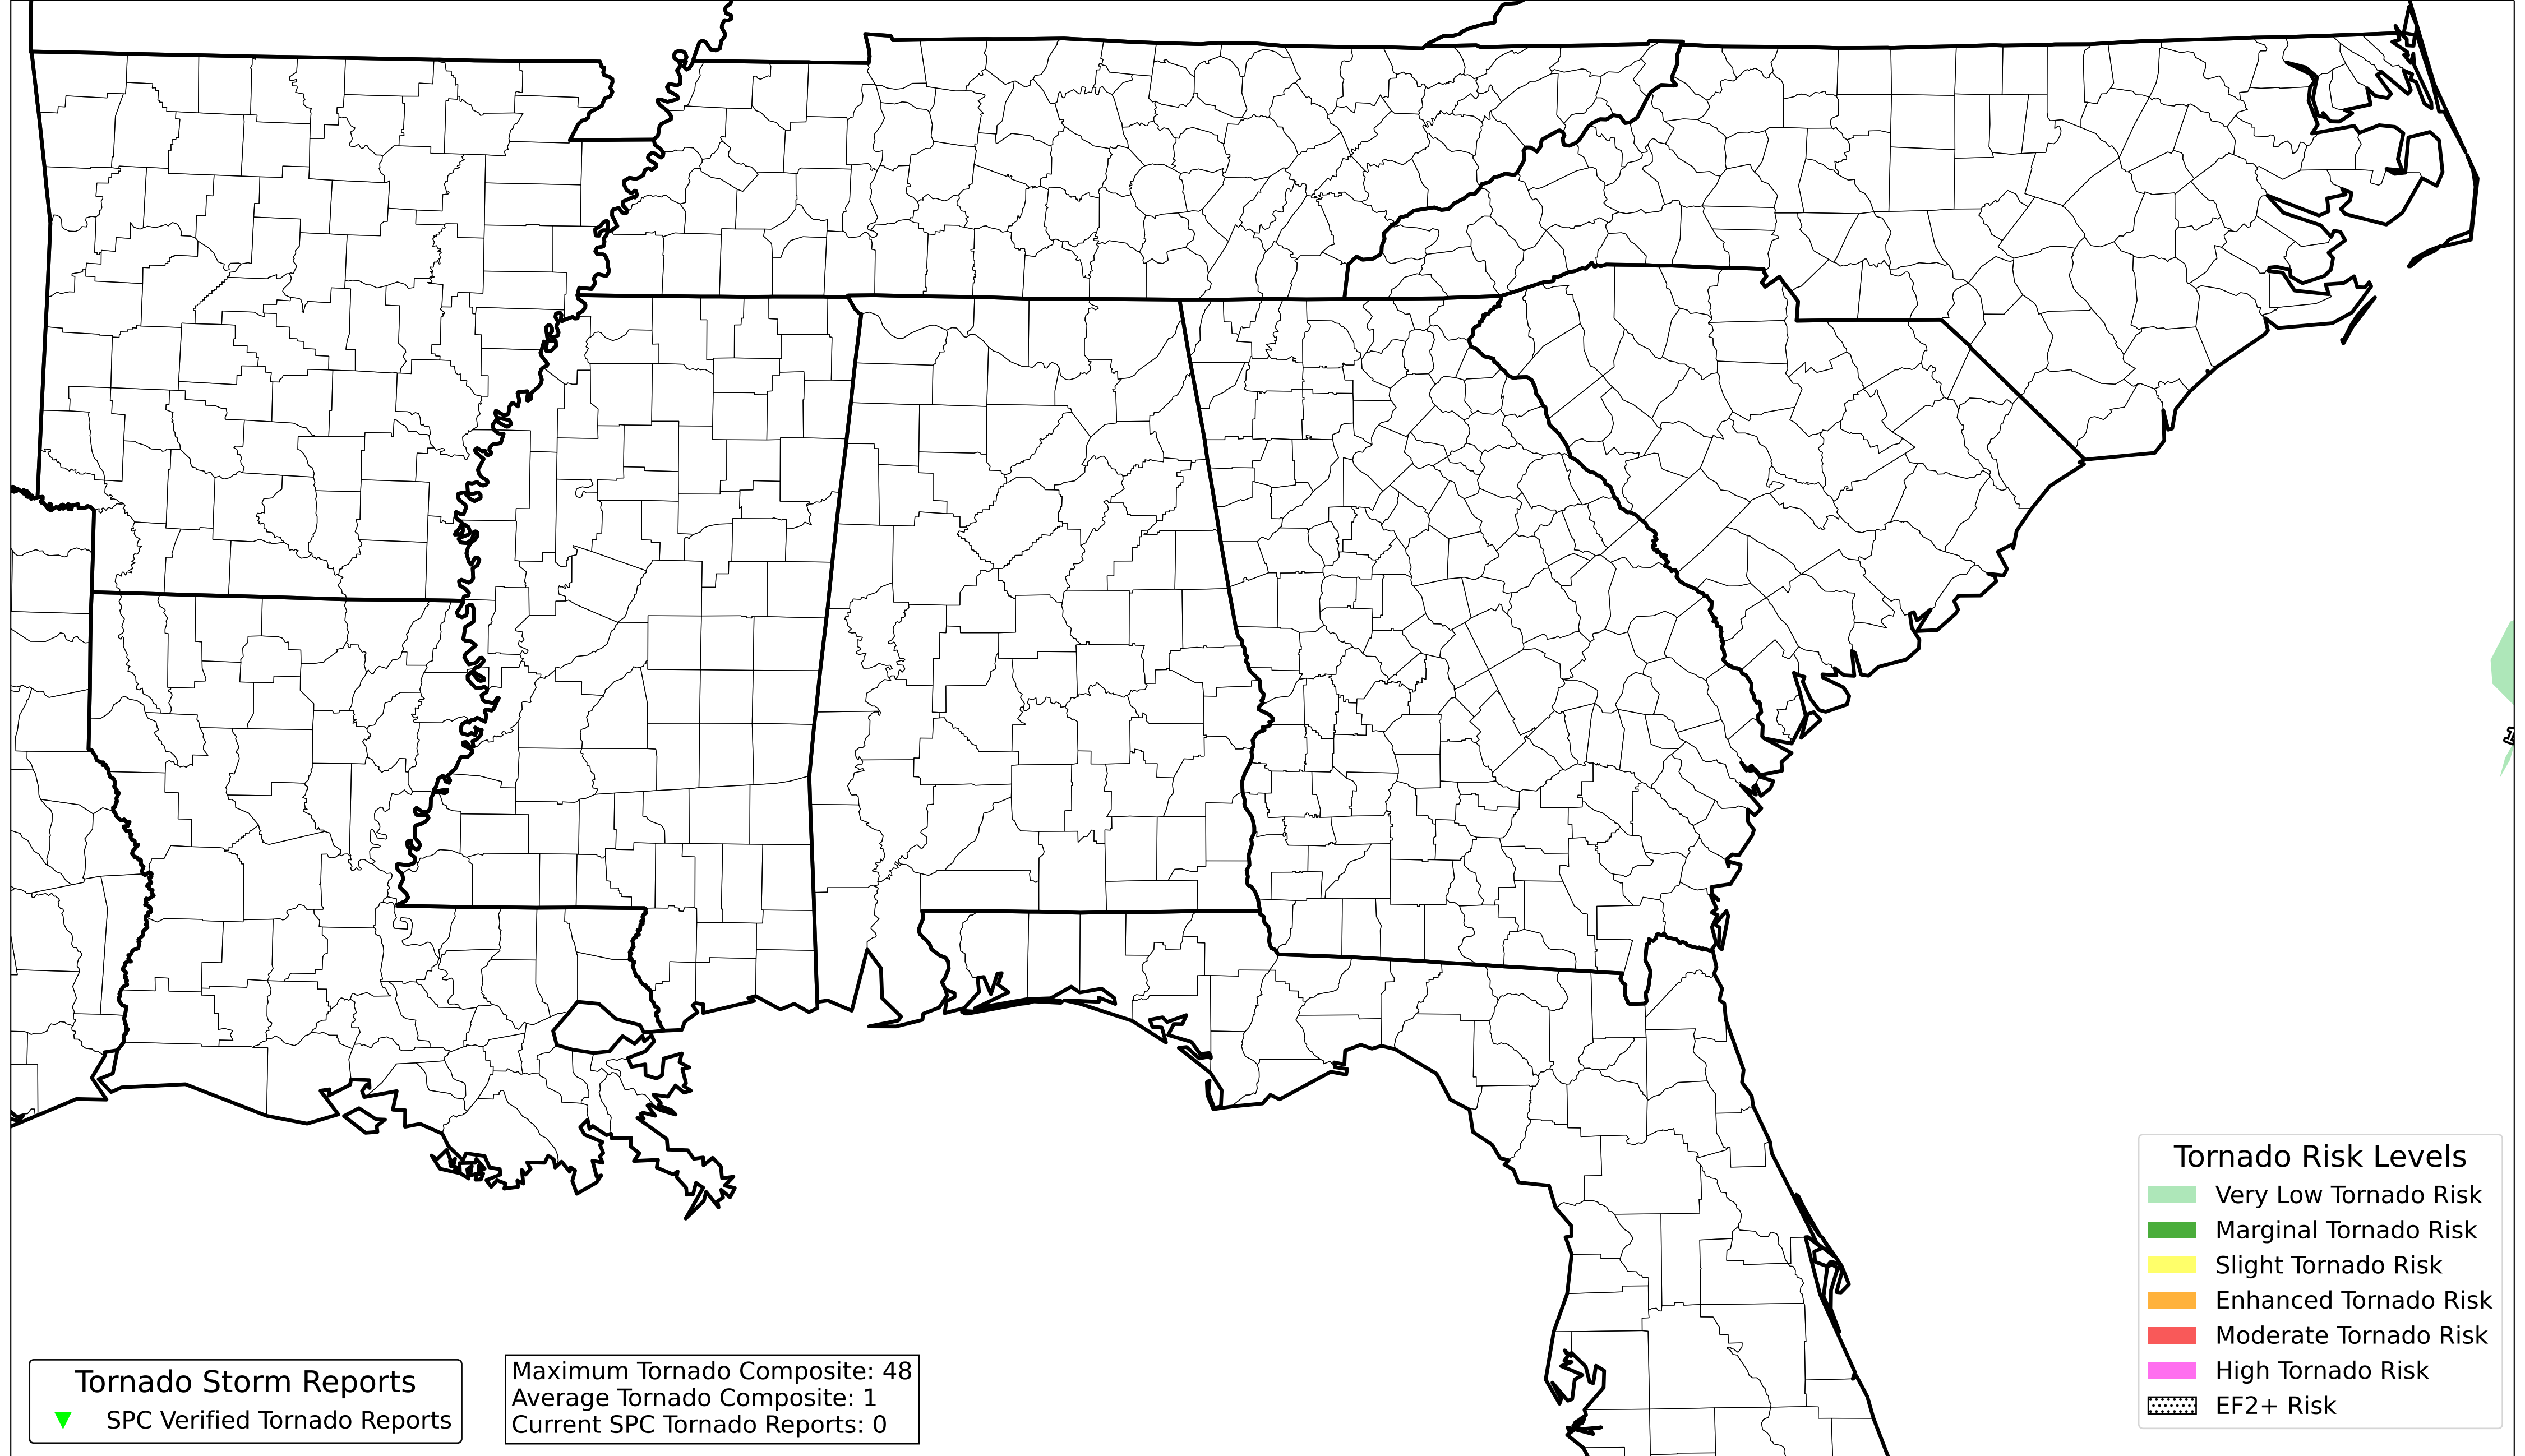 Tornado Risk Levels
Very Low Tornado Risk
Marginal Tornado Risk
Slight Tornado Risk
Enhanced Tornado Risk
Moderate Tornado Risk
High Tornado Risk
EF2+ Risk
Tornado Storm Reports
SPC Verified Tornado Reports
Maximum Tornado Composite: 48
Average Tornado Composite: 1
Current SPC Tornado Reports: 0